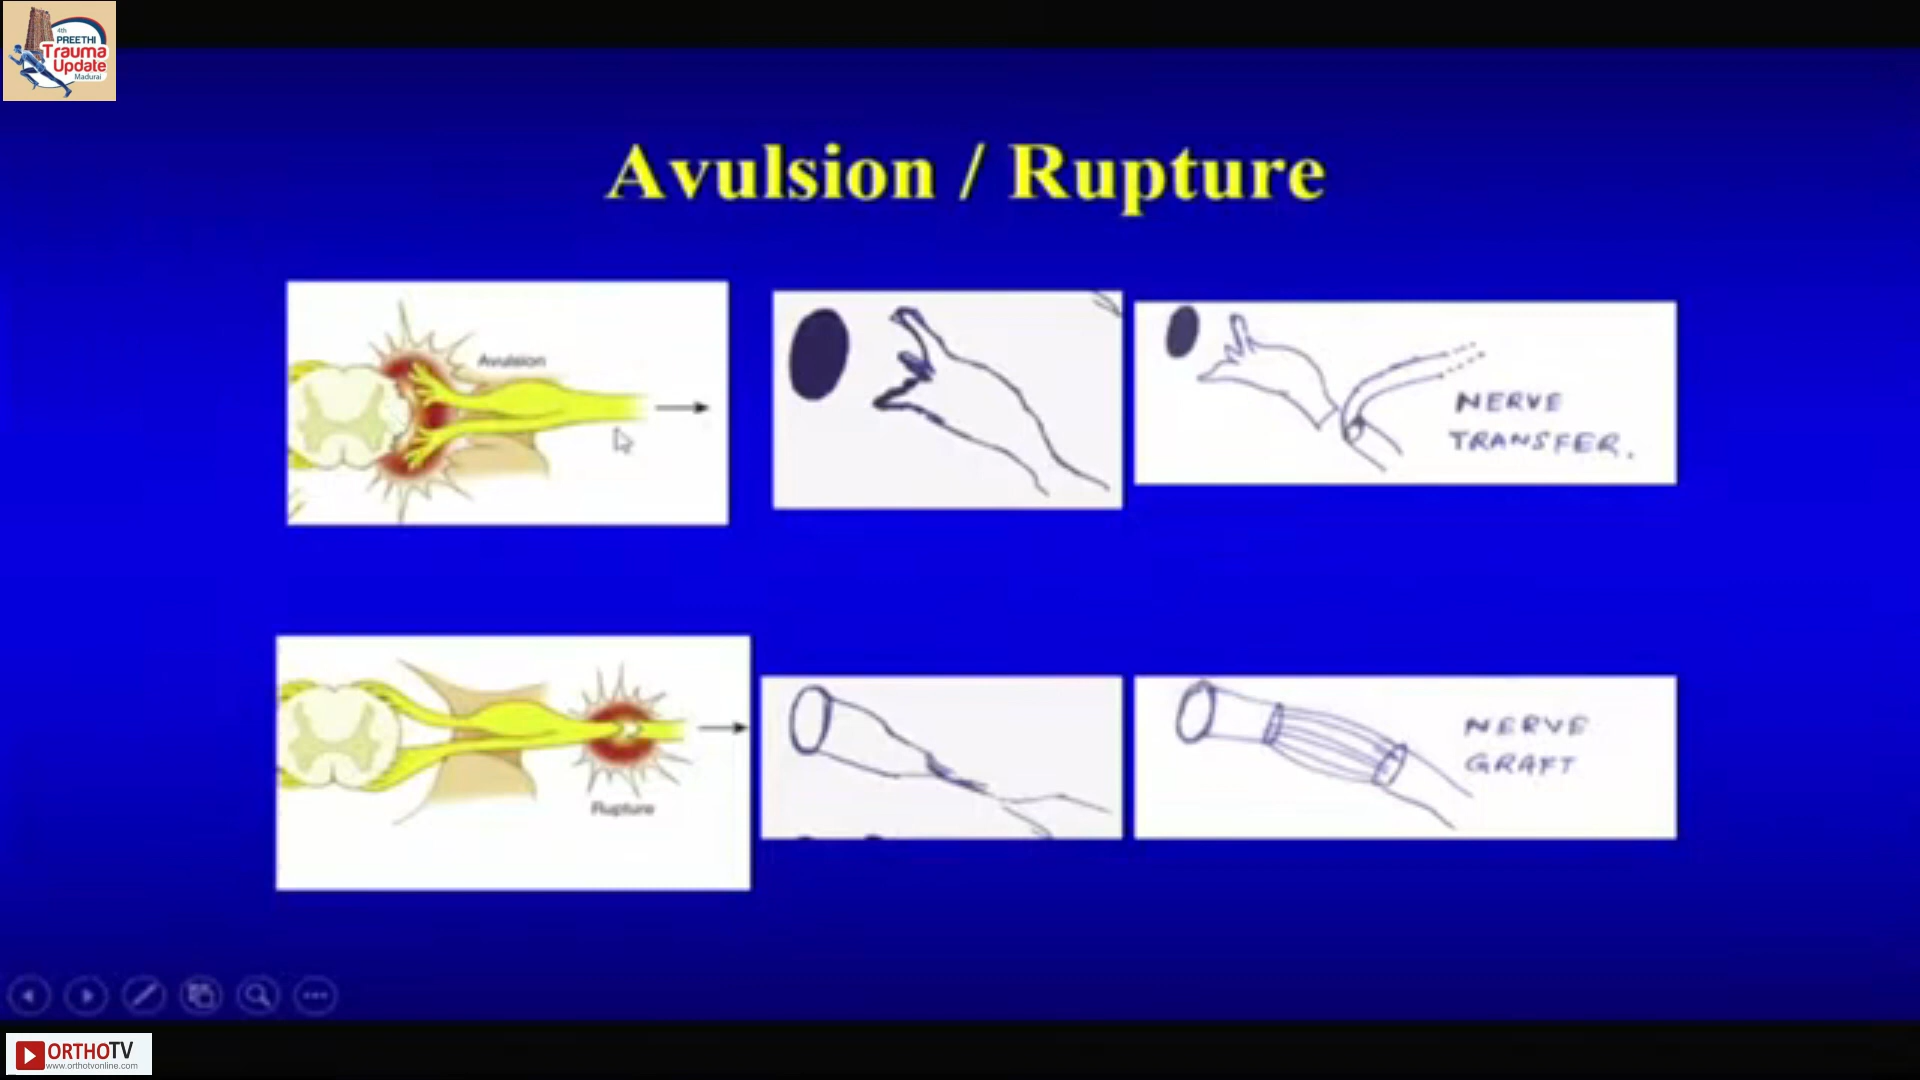 4th
PREETHI
Trauma
Update
Madurai
Avulsion / Rupture
Avulsion
NERVE
TRANSFER.
Rupture
NERVE
GRAFT
ORTHOTV
www.orthotvonline.com